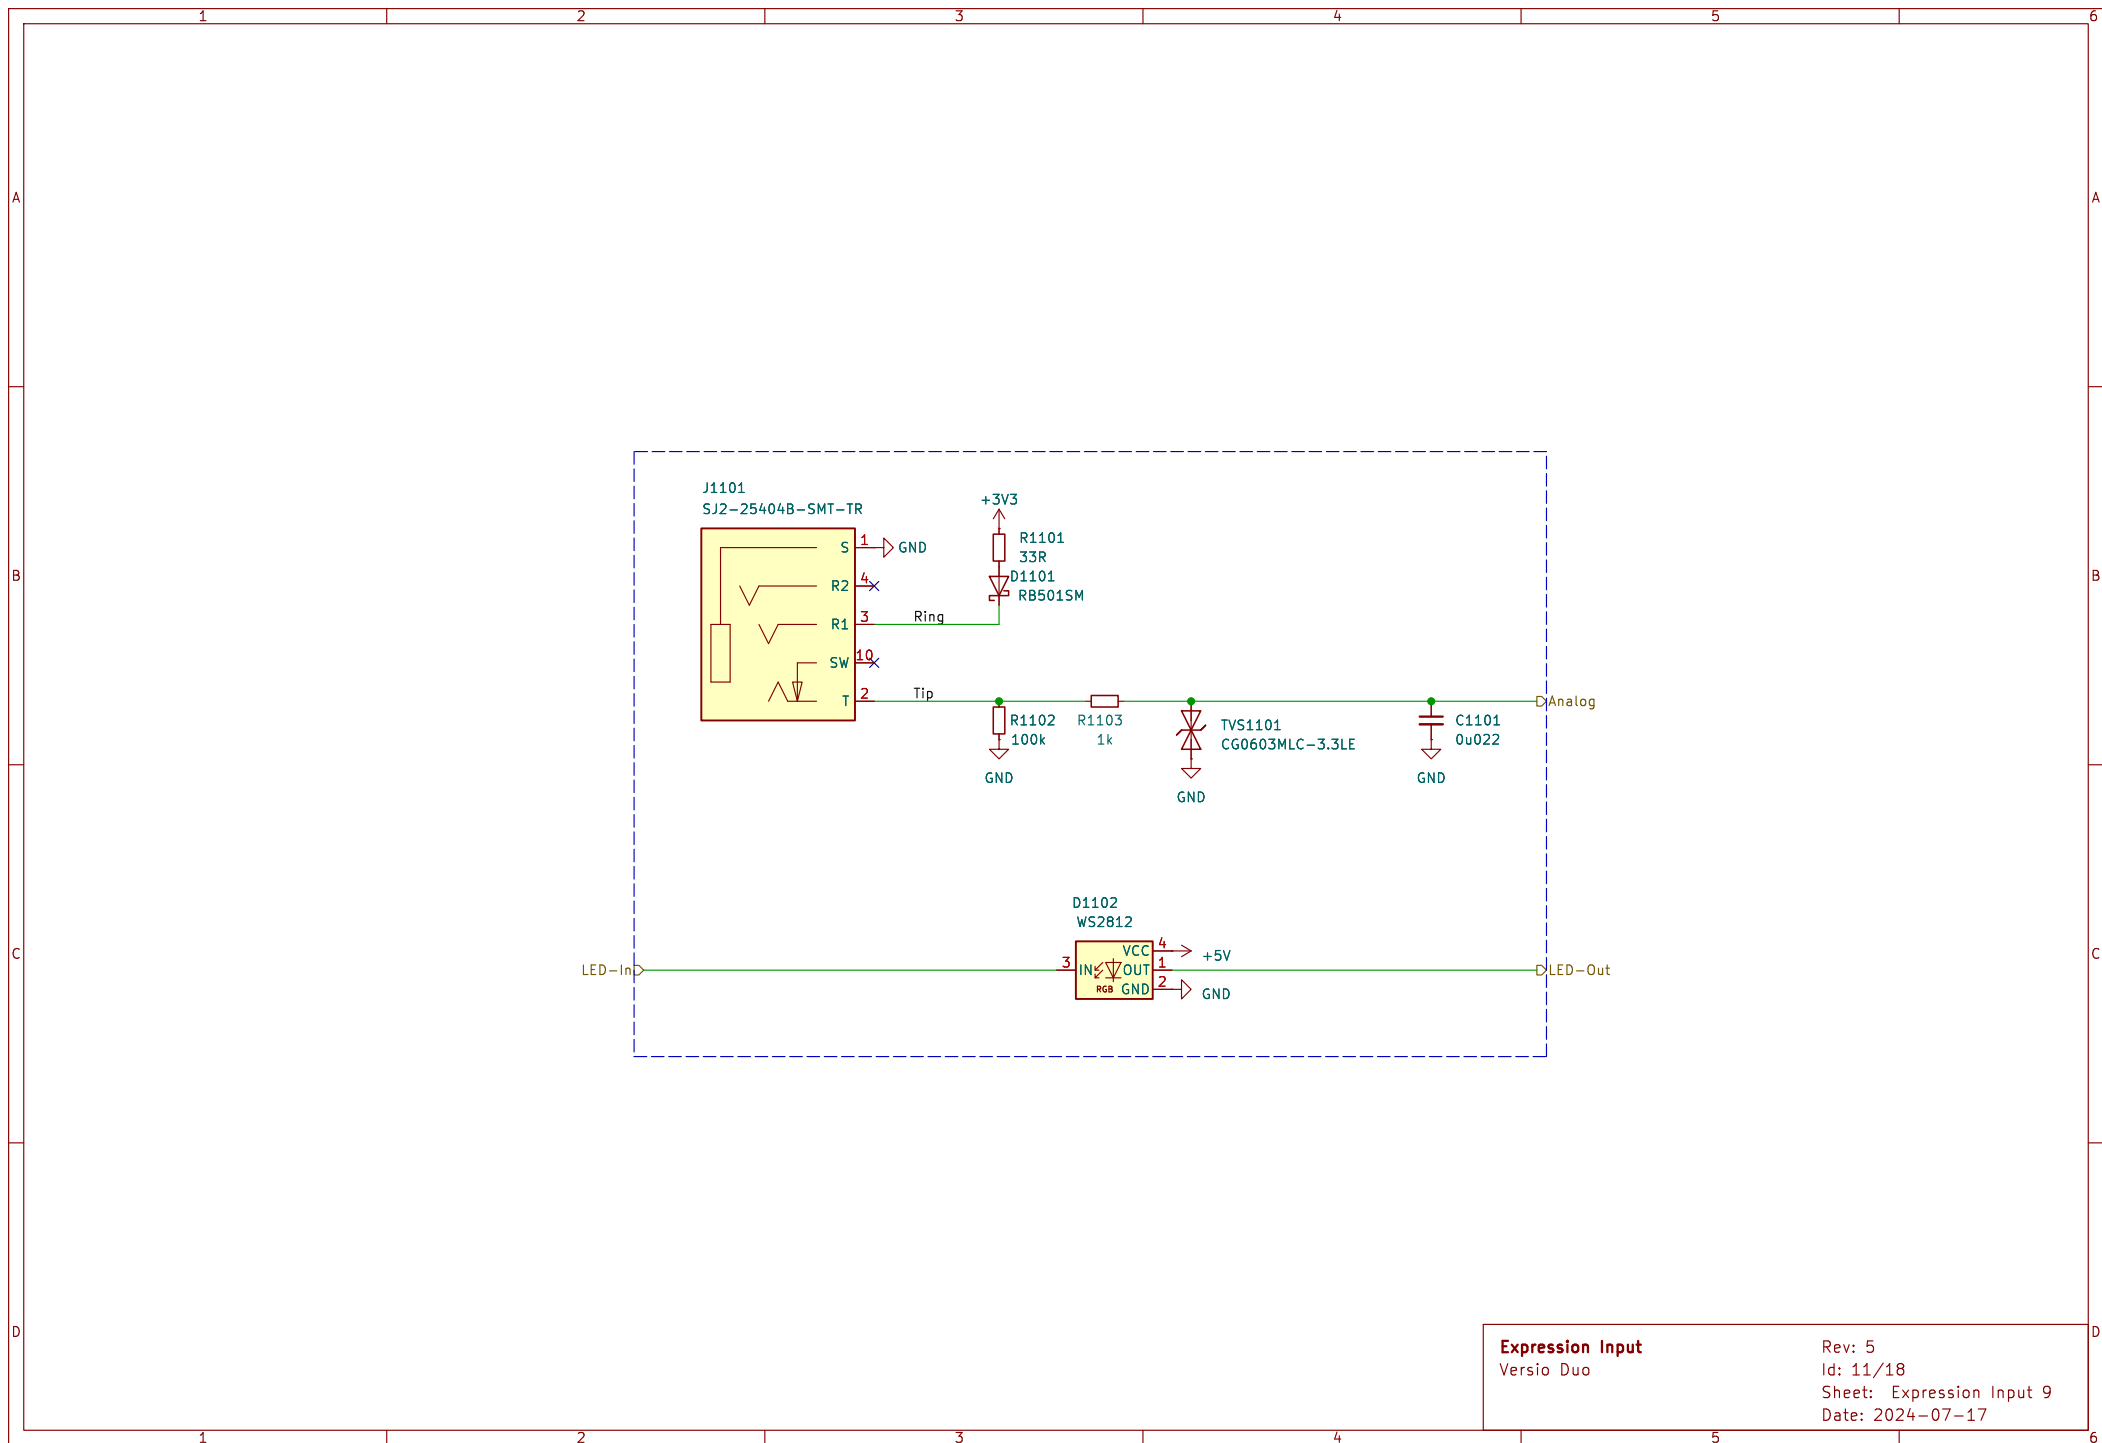 1 2 3 4 5 6
A A
J1101
SJ2-25404B-SMT-TR
+3V3
R1101
33R
S 1 GND
B B
R2 4
D1101
RB501SM
R1 3 Ring
SW 10
T 2 Tip
Analog
R1102
100k
R1103
1k
TVS1101
CG0603MLC-3.3LE
C1101
0u022
GND
GND
GND
D1102
WS2812
C C
VCC 4 +5V
LED-In 3 IN OUT 1 LED-Out
RGB GND 2 GND
D D
Expression Input
Versio Duo
Rev: 5
Id: 11/18
Sheet: Expression Input 9
Date: 2024-07-17
1 2 3 4 5 6